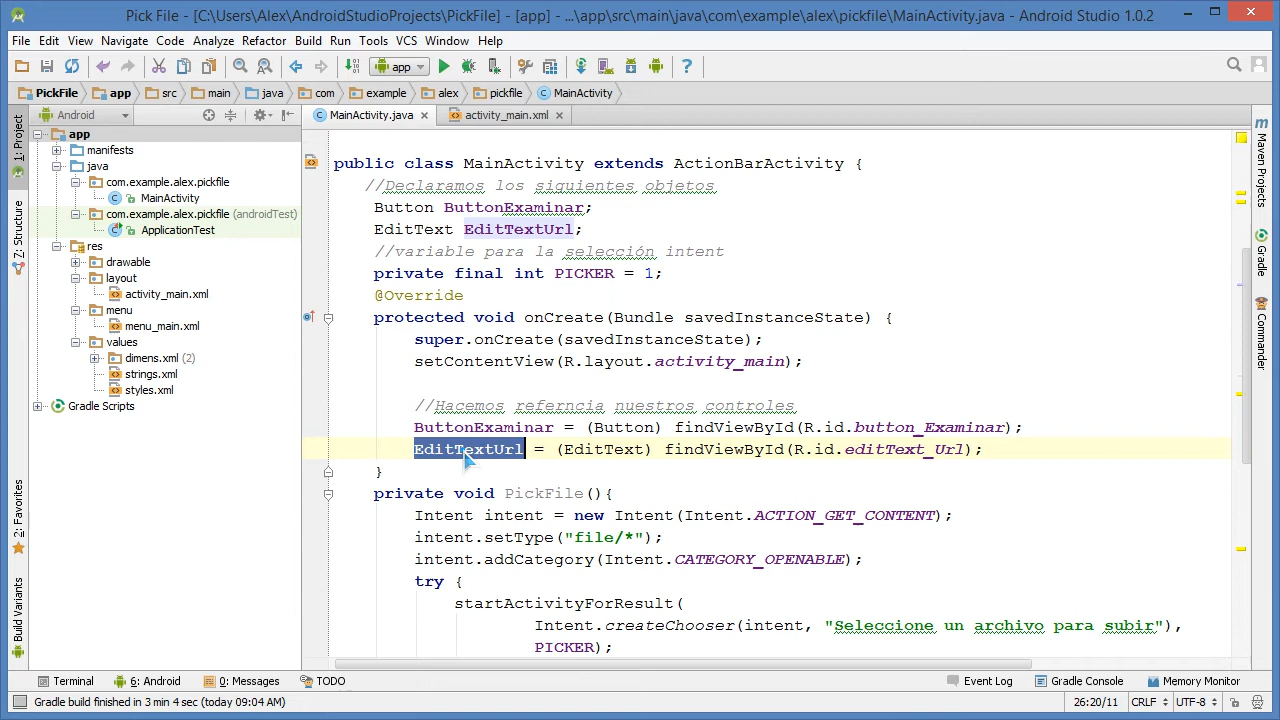 Pick File - [C:\Users\Alex\AndroidStudioProjects\PickFile] - [app] - ...\app\src\main\java\com\example\alex\pickfile\MainActivity.java - Android Studio 1.0.2
File Edit View Navigate Code Analyze Refactor Build Run Tools VCS Window Help
app
PickFile app src main java com example alex pickfile MainActivity
Android
MainActivity.java activity_main.xml
1: Project
Z: Structure
2: Favorites
Build Variants
app
manifests
java
com.example.alex.pickfile
MainActivity
com.example.alex.pickfile (androidTest)
ApplicationTest
res
drawable
layout
activity_main.xml
menu
menu_main.xml
values
dimens.xml (2)
strings.xml
styles.xml
Gradle Scripts
public class MainActivity extends ActionBarActivity {
//Declaramos los siguientes objetos
Button ButtonExaminar;
EditText EditTextUrl;
//variable para la selección intent
private final int PICKER = 1;
@Override
protected void onCreate(Bundle savedInstanceState) {
super.onCreate(savedInstanceState);
setContentView(R.layout.activity_main);
//Hacemos referncia nuestros controles
ButtonExaminar = (Button) findViewById(R.id.button_Examinar);
EditTextUrl = (EditText) findViewById(R.id.editText_Url);
}
private void PickFile(){
Intent intent = new Intent(Intent.ACTION_GET_CONTENT);
intent.setType("file/*");
intent.addCategory(Intent.CATEGORY_OPENABLE);
try {
startActivityForResult(
Intent.createChooser(intent, "Seleccione un archivo para subir"),
PICKER);
m Maven Projects
Gradle
Commander
Terminal 6: Android 0: Messages TODO Event Log Gradle Console Memory Monitor
Gradle build finished in 3 min 4 sec (today 09:04 AM) 26:20/11 CRLF UTF-8